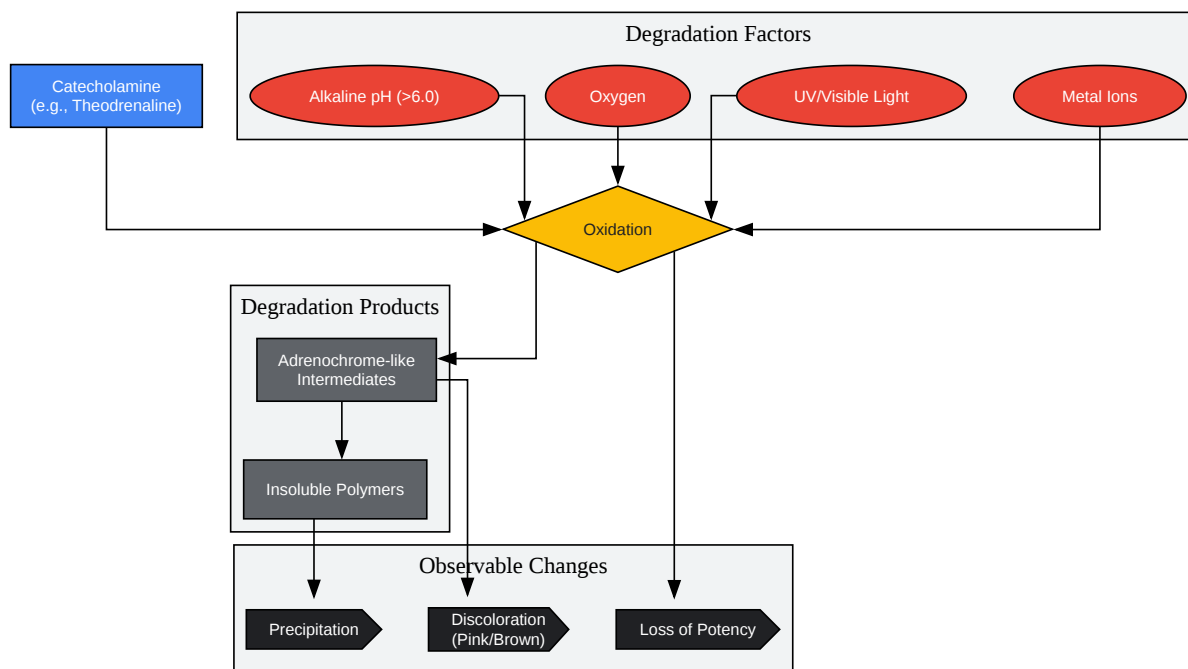 Degradation Factors
Catecholamine
(e.g., Theodrenaline)
Alkaline pH (>6.0)
Oxygen
UV/Visible Light
Metal Ions
Oxidation
Degradation Products
Adrenochrome-like
Intermediates
Insoluble Polymers
Observable Changes
Precipitation
Discoloration
(Pink/Brown)
Loss of Potency